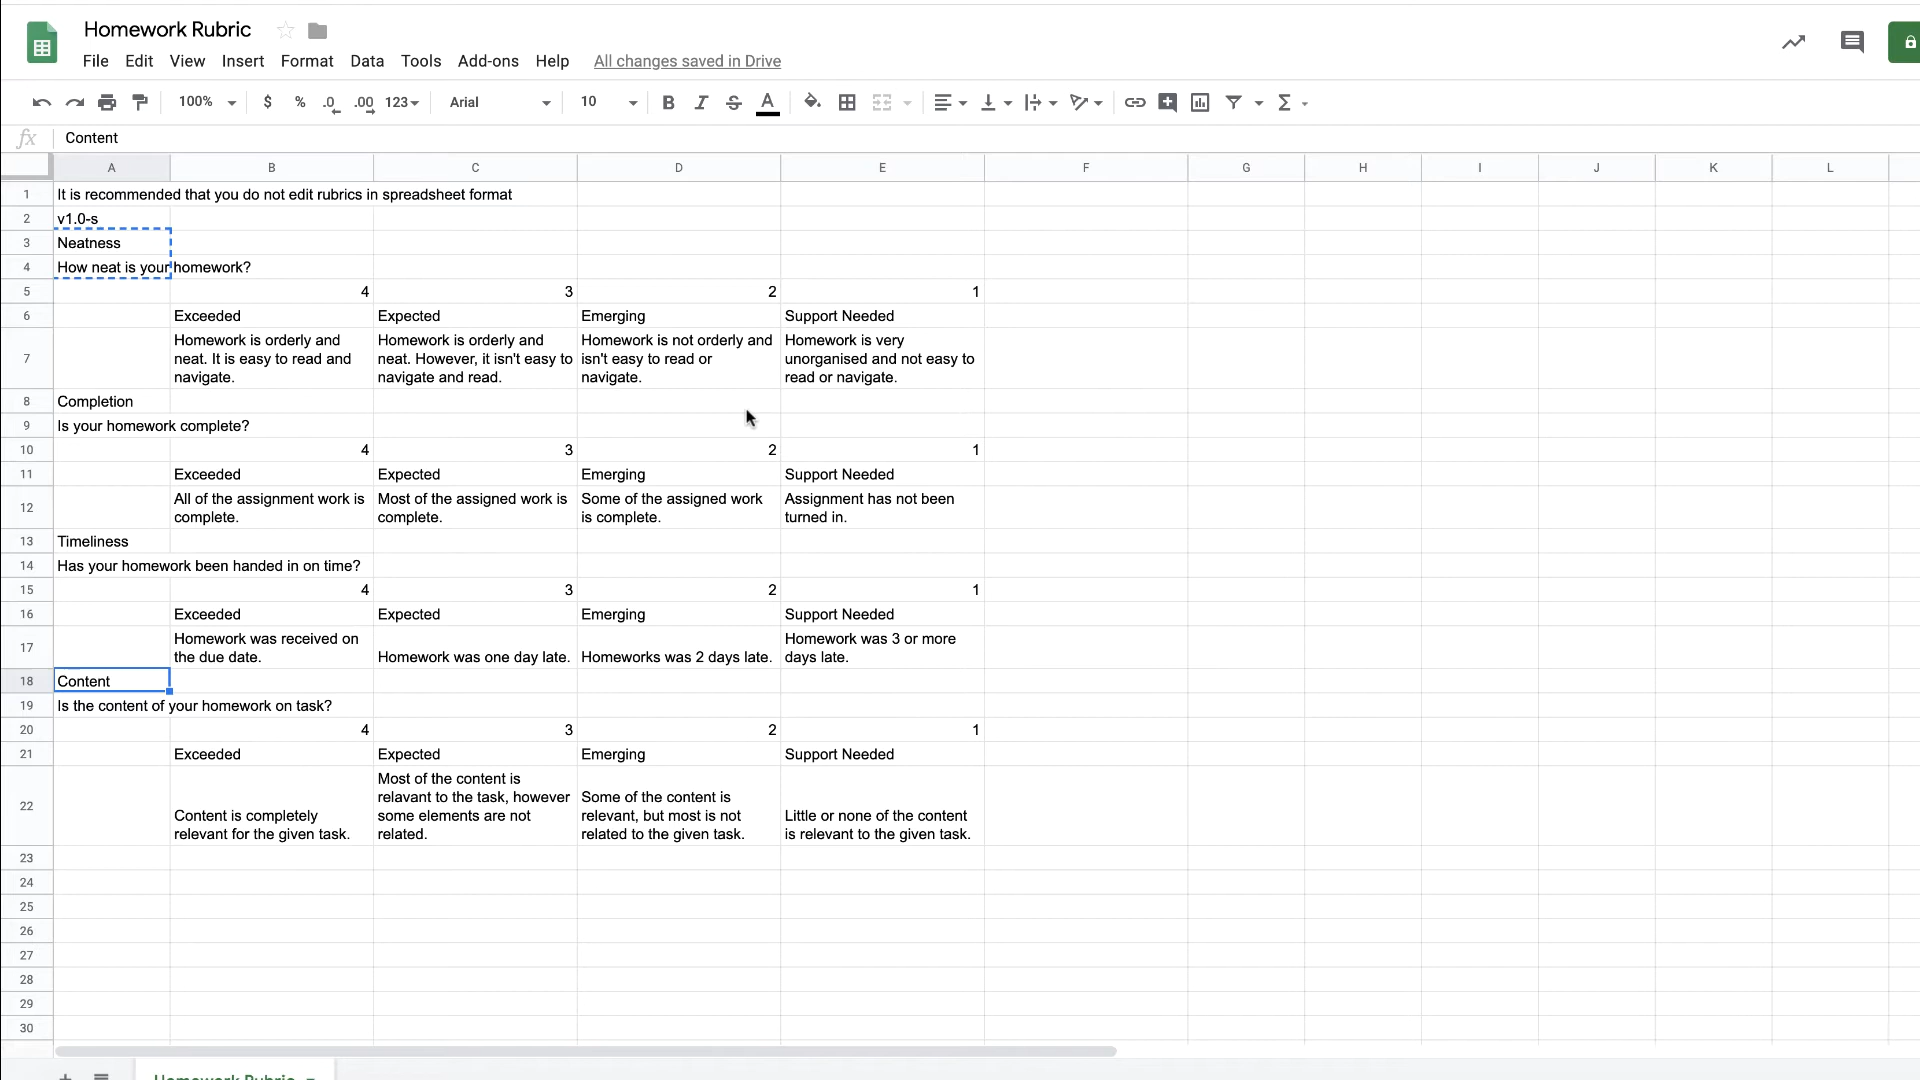 Homework Rubric
File Edit View Insert Format Data Tools Add-ons Help All changes saved in Drive
100% $ % .0 .00 123 Arial 10 B I S A Σ
fx Content
A B C D E F G H I J K L
1 It is recommended that you do not edit rubrics in spreadsheet format
2 v1.0-s
3 Neatness
4 How neat is your homework?
5 4 3 2 1
6 Exceeded Expected Emerging Support Needed
Homework is orderly and Homework is orderly and Homework is not orderly and Homework is very
7 neat. It is easy to read and neat. However, it isn't easy to isn't easy to read or unorganised and not easy to
navigate. navigate and read. navigate. read or navigate.
8 Completion
9 Is your homework complete?
10 4 3 2 1
11 Exceeded Expected Emerging Support Needed
All of the assignment work is Most of the assigned work is Some of the assigned work Assignment has not been
12 complete. complete. is complete. turned in.
13 Timeliness
14 Has your homework been handed in on time?
15 4 3 2 1
16 Exceeded Expected Emerging Support Needed
Homework was received on Homework was 3 or more
17 the due date. Homework was one day late. Homeworks was 2 days late. days late.
18 Content
19 Is the content of your homework on task?
20 4 3 2 1
21 Exceeded Expected Emerging Support Needed
Most of the content is
relavant to the task, however Some of the content is
22 Content is completely some elements are not relevant, but most is not Little or none of the content
relevant for the given task. related. related to the given task. is relevant to the given task.
23
24
25
26
27
28
29
30
Homework Rubric